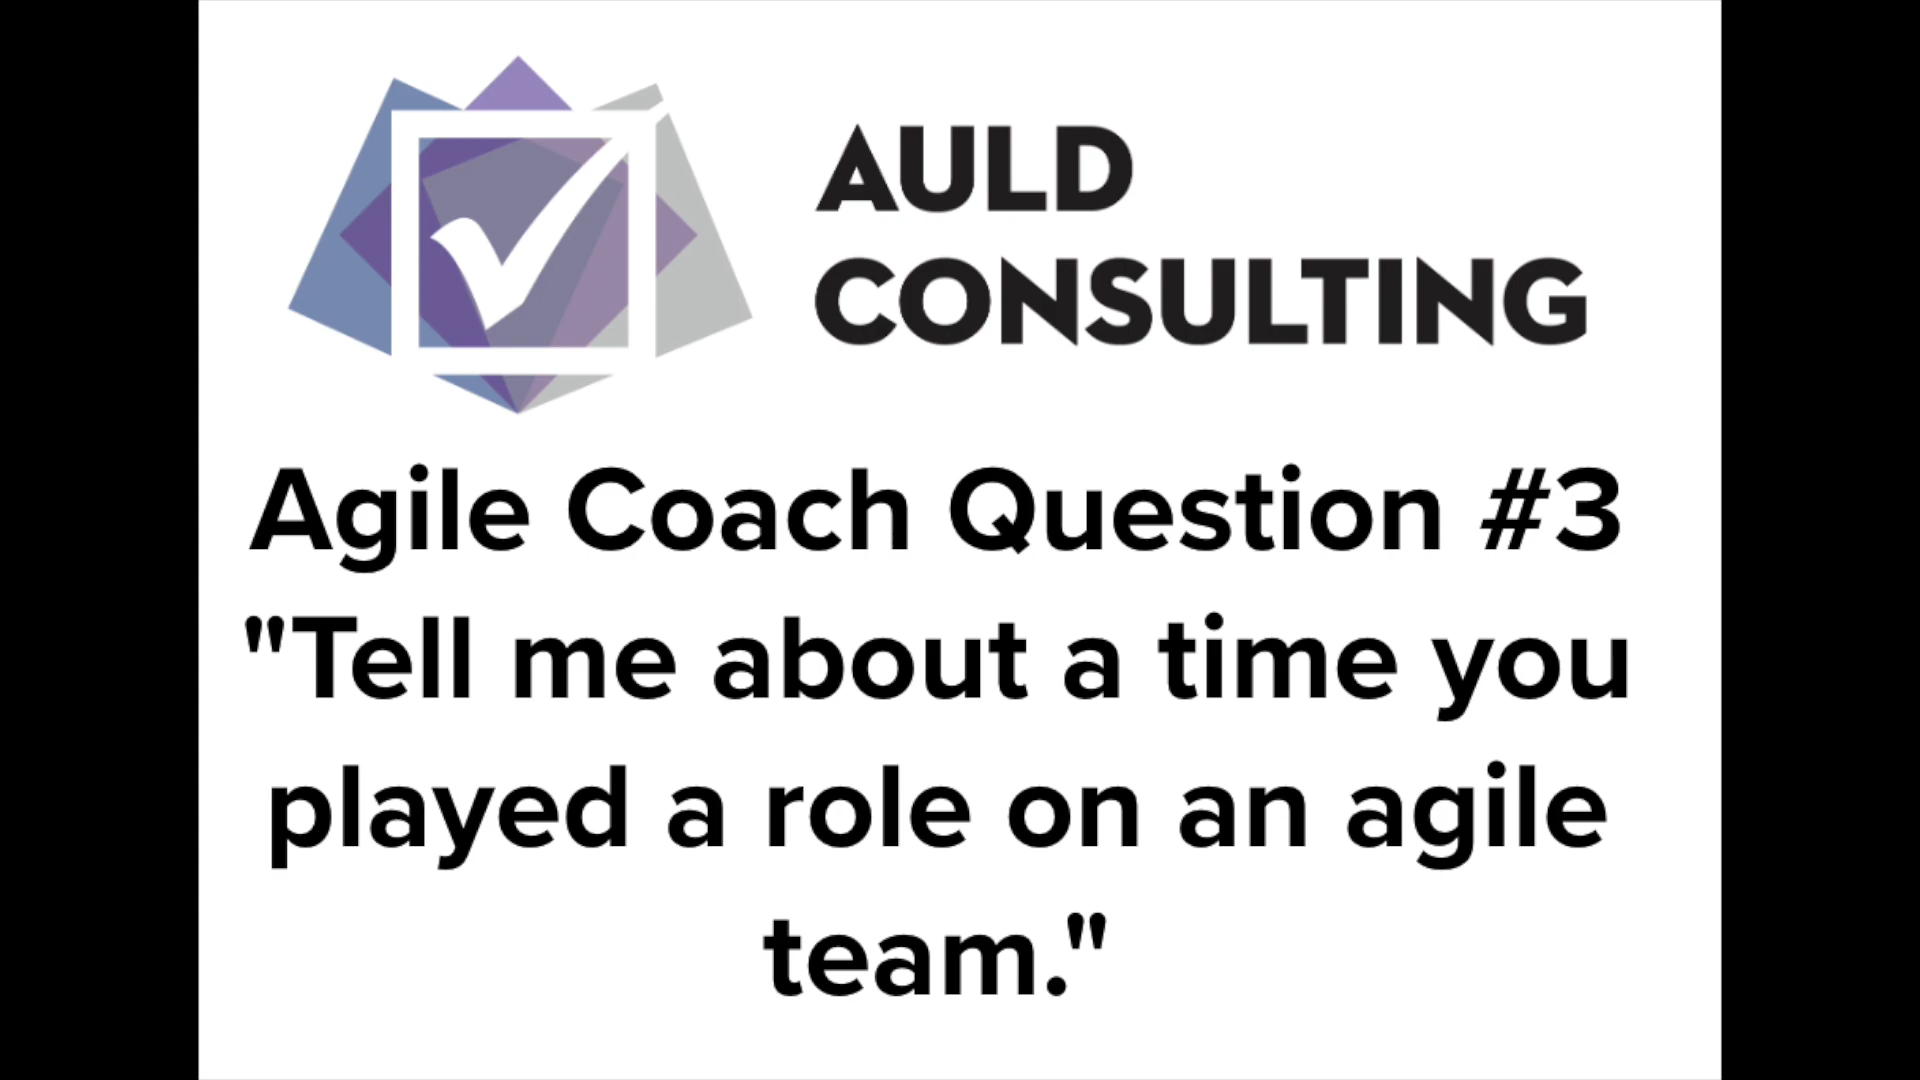 AULD
CONSULTING
Agile Coach Question #3
"Tell me about a time you
played a role on an agile
team."